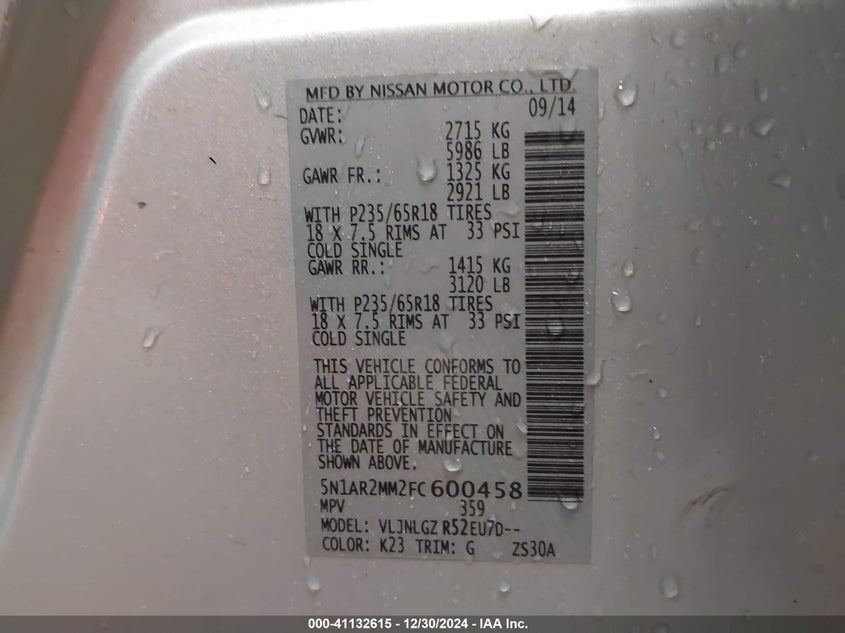 MFD BY NISSAN MOTOR CO., LTD.
DATE: 09/14
GVWR: 2715 KG
5986 LB
GAWR FR.: 1325 KG
2921 LB
WITH P235/65R18 TIRES
18 X 7.5 RIMS AT 33 PSI
COLD SINGLE
GAWR RR.: 1415 KG
3120 LB
WITH P235/65R18 TIRES
18 X 7.5 RIMS AT 33 PSI
COLD SINGLE
THIS VEHICLE CONFORMS TO
ALL APPLICABLE FEDERAL
MOTOR VEHICLE SAFETY AND
THEFT PREVENTION
STANDARDS IN EFFECT ON
THE DATE OF MANUFACTURE
SHOWN ABOVE.
5N1AR2MM2FC600458
MPV 359
MODEL: VLJNLGZ R52EU7D--
COLOR: K23 TRIM: G ZS30A
000-41132615 - 12/30/2024 - IAA Inc.